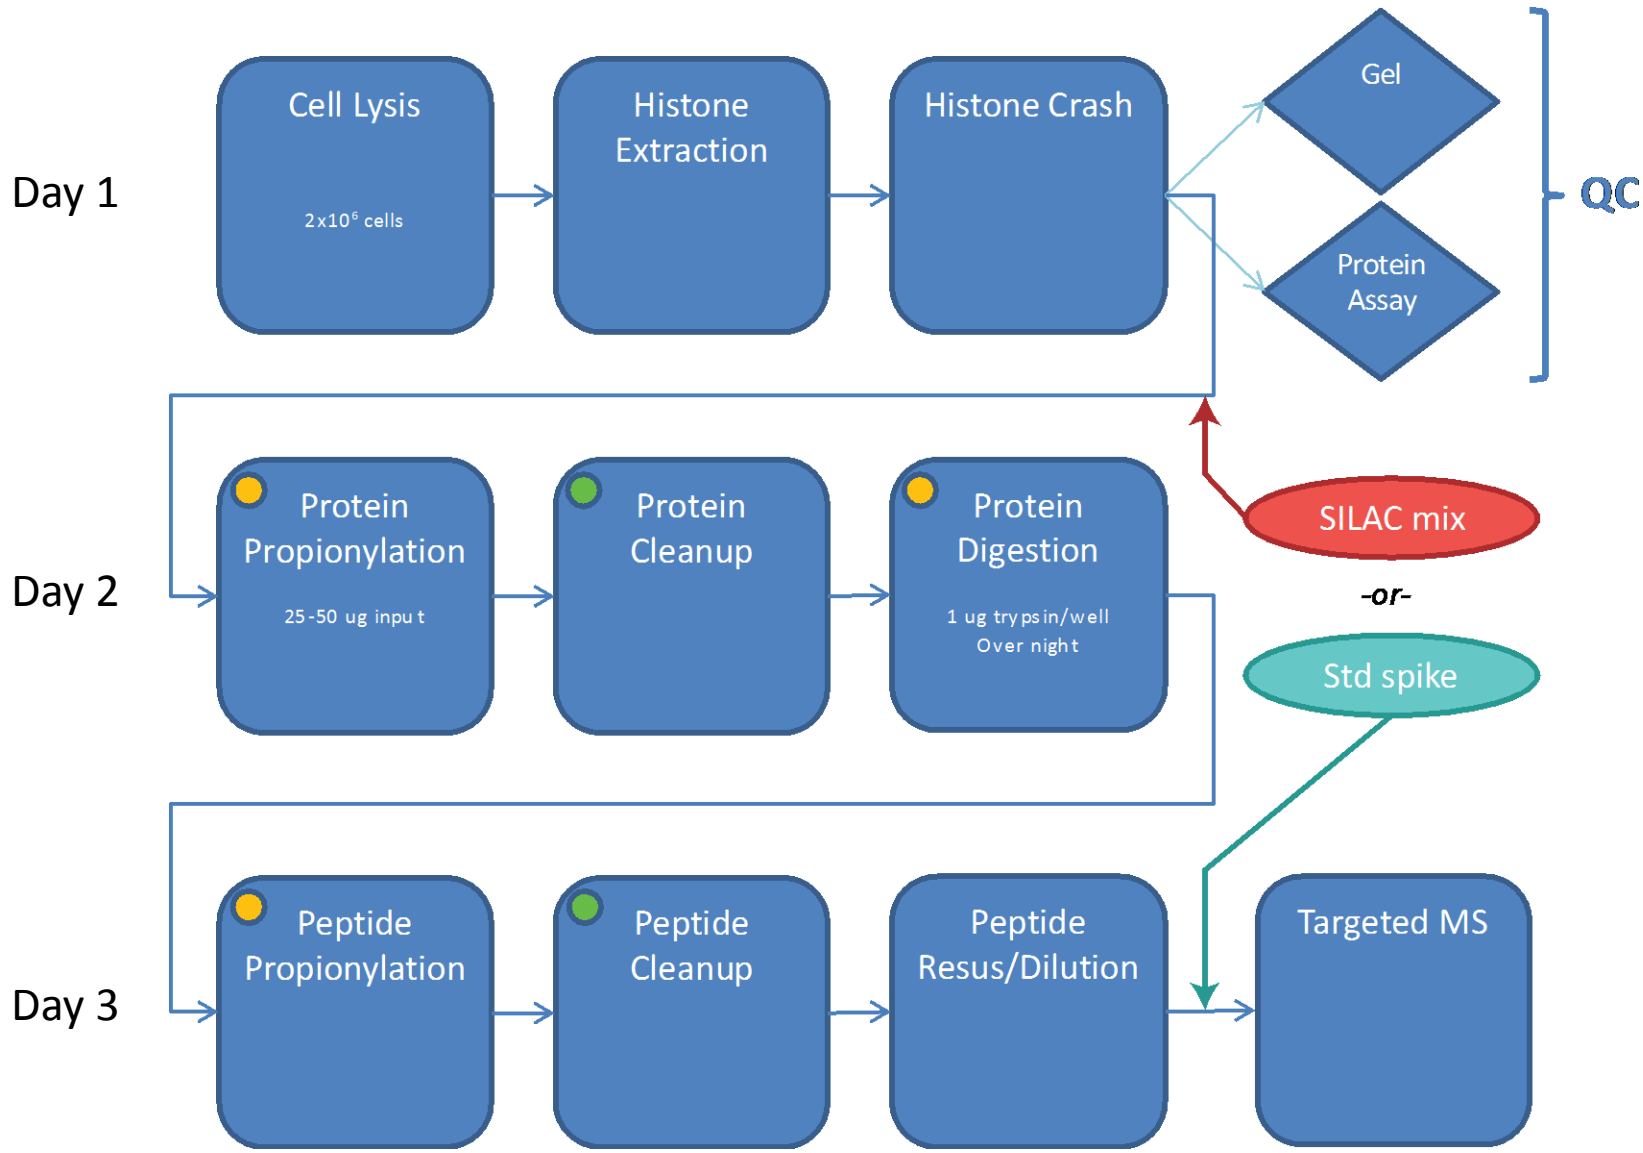 Day 1
Cell Lysis
2x10⁶ cells
Histone
Extraction
Histone Crash
Gel
Protein
Assay
QC
Day 2
Protein
Propionylation
25-50 ug input
Protein
Cleanup
Protein
Digestion
1 ug trypsin/well
Over night
SILAC mix
-or-
Std spike
Day 3
Peptide
Propionylation
Peptide
Cleanup
Peptide
Resus/Dilution
Targeted MS